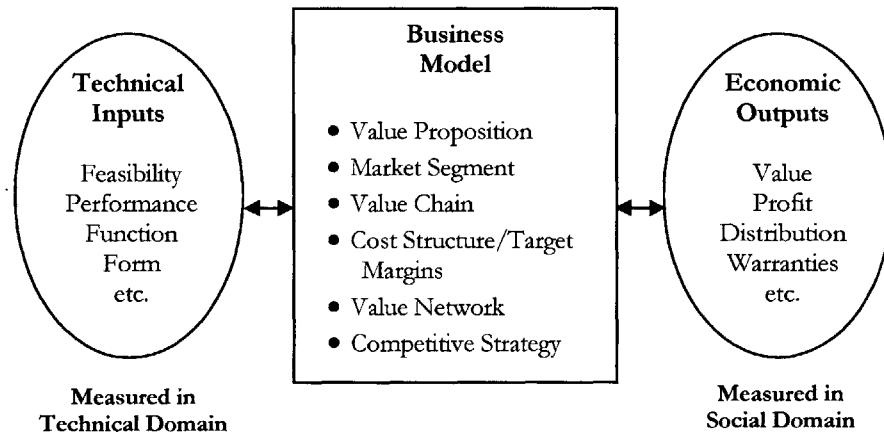 Technical
Inputs
Feasibility
Performance
Function
Form
etc.
Measured in
Technical Domain
Business
Model
• Value Proposition
• Market Segment
• Value Chain
• Cost Structure/Target
Margins
• Value Network
• Competitive Strategy
Economic
Outputs
Value
Profit
Distribution
Warranties
etc.
Measured in
Social Domain